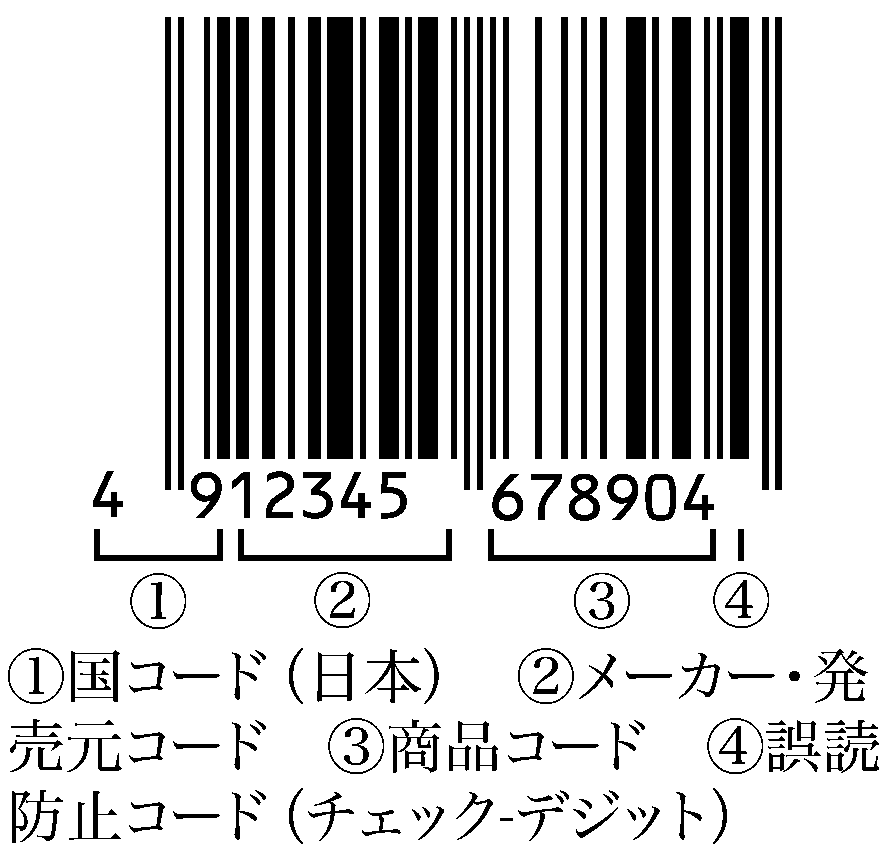 4 912345 678904
① ② ③ ④
①国コード(日本) ②メーカー・発
売元コード ③商品コード ④誤読
防止コード(チェック-デジット)